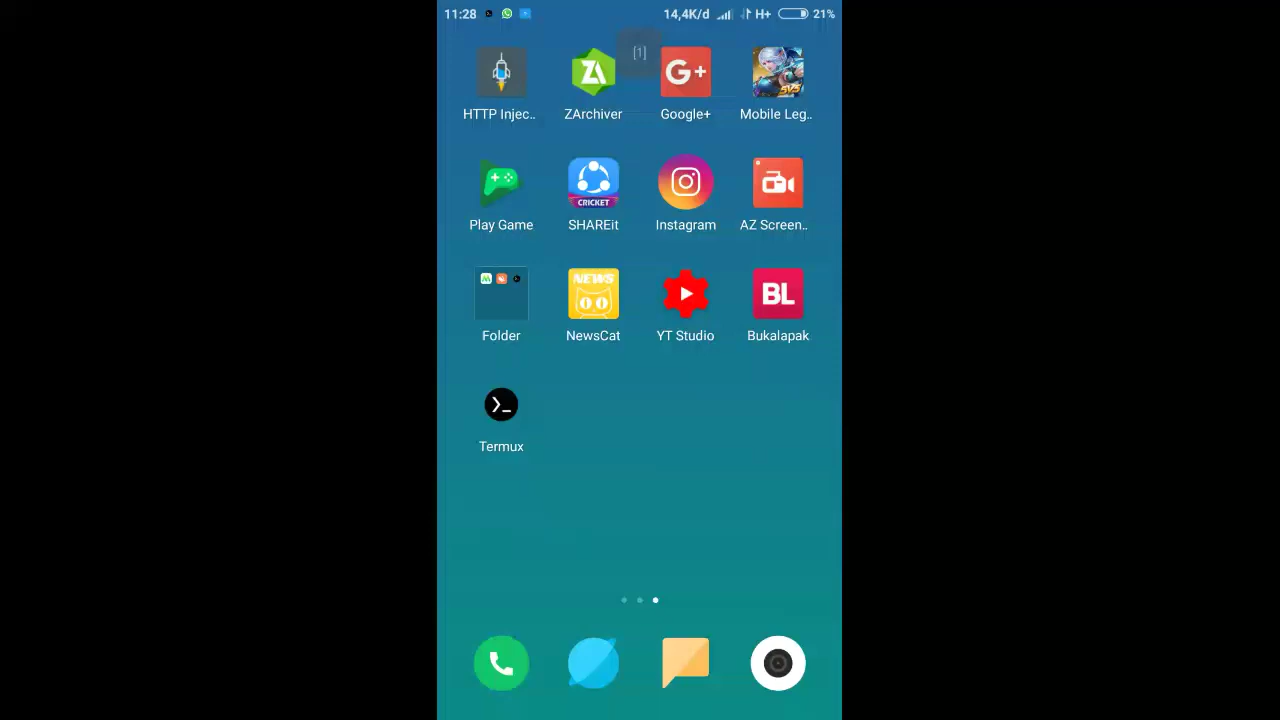 11:28 14,4K/d H+ 21%
[1]
HTTP Injec.. ZArchiver Google+ Mobile Leg..
CRICKET
Play Game SHAREit Instagram AZ Screen..
NEWS BL
Folder NewsCat YT Studio Bukalapak
Termux